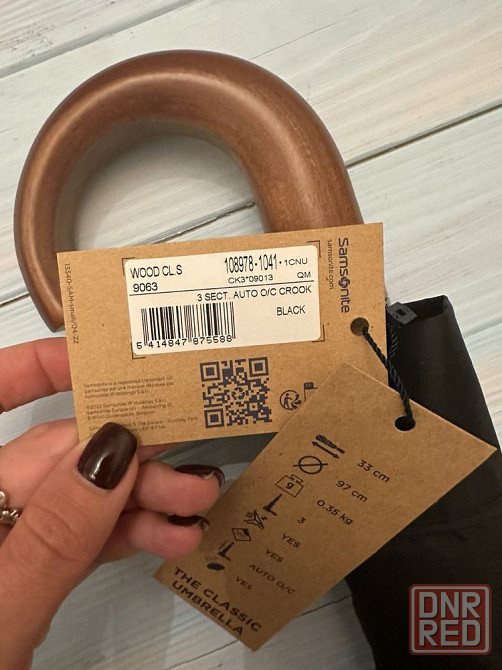 WOOD CL.S
108978-1041 • 1CNU
9063
CK3*09013
QM
3 SECT. AUTO O/C CROOK
BLACK
5 414847 875588
Samsonite
samsonite.com
33 cm
97 cm
0.35 kg
3
YES
YES
AUTO O/C
YES
THE CLASSIC
UMBRELLA
DNR
RED